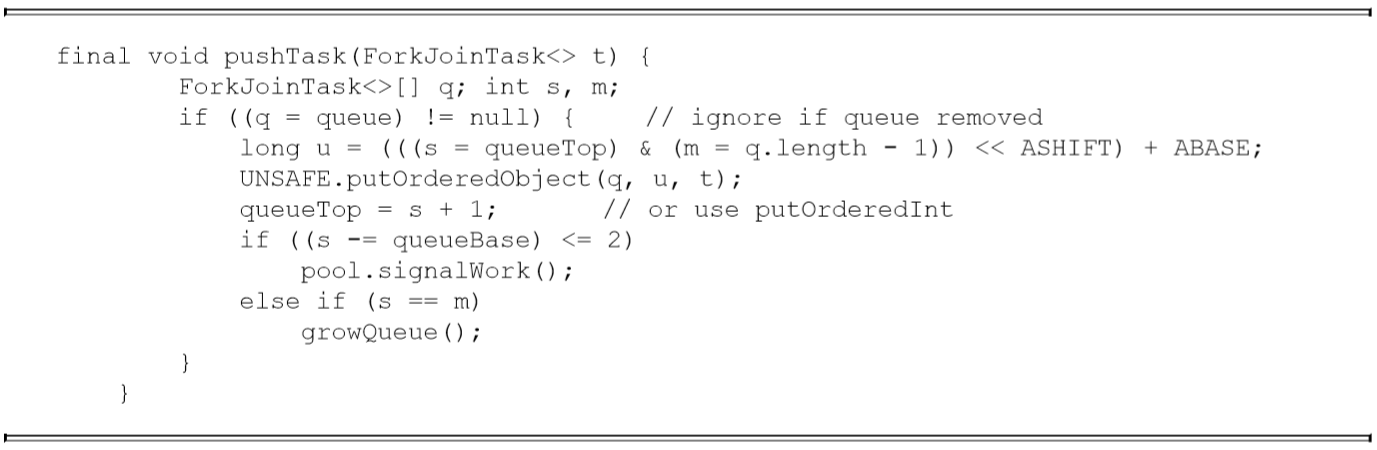 final void pushTask(ForkJoinTask<> t) {
ForkJoinTask<>[] q; int s, m;
if ((q = queue) != null) {     // ignore if queue removed
long u = (((s = queueTop) & (m = q.length - 1)) << ASHIFT) + ABASE;
UNSAFE.putOrderedObject(q, u, t);
queueTop = s + 1;       // or use putOrderedInt
if ((s -= queueBase) <= 2)
pool.signalWork();
else if (s == m)
growQueue();
}
}